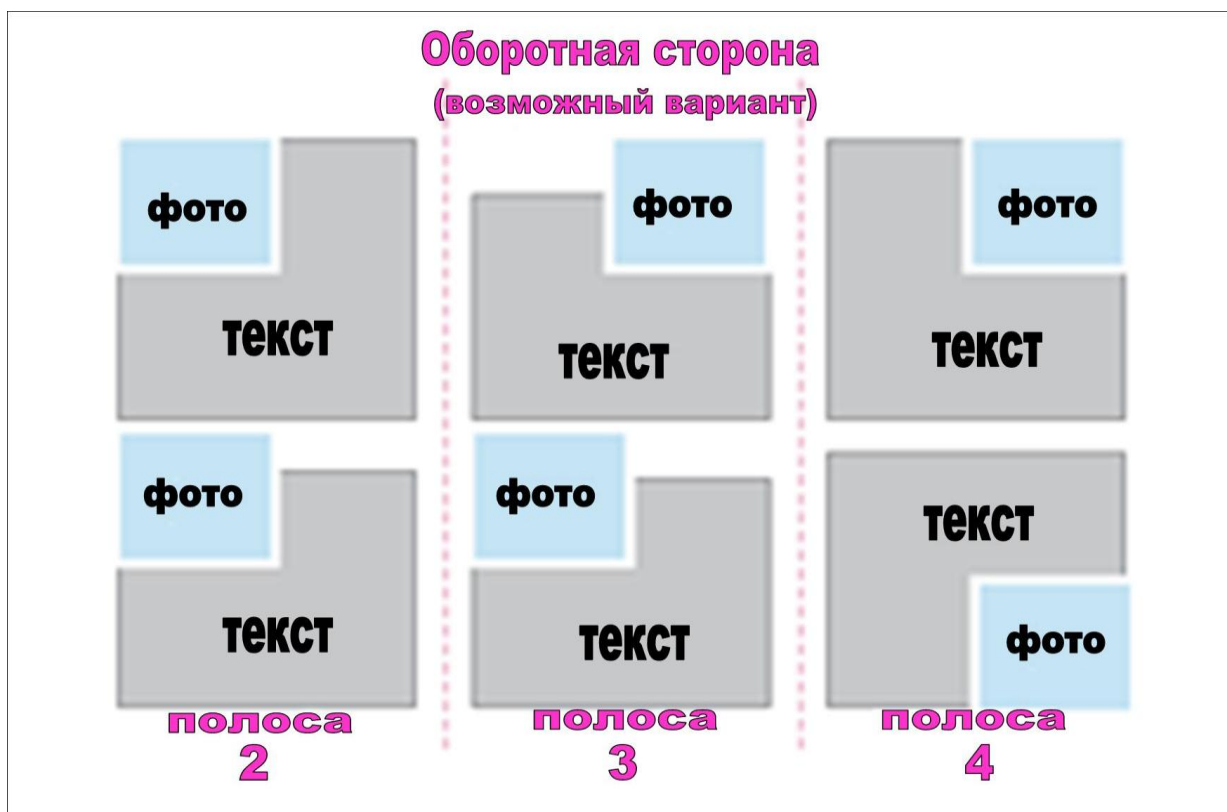 Оборотная сторона
(возможный вариант)
фото
текст
фото
текст
полоса
2
фото
текст
фото
текст
полоса
3
фото
текст
текст
фото
полоса
4